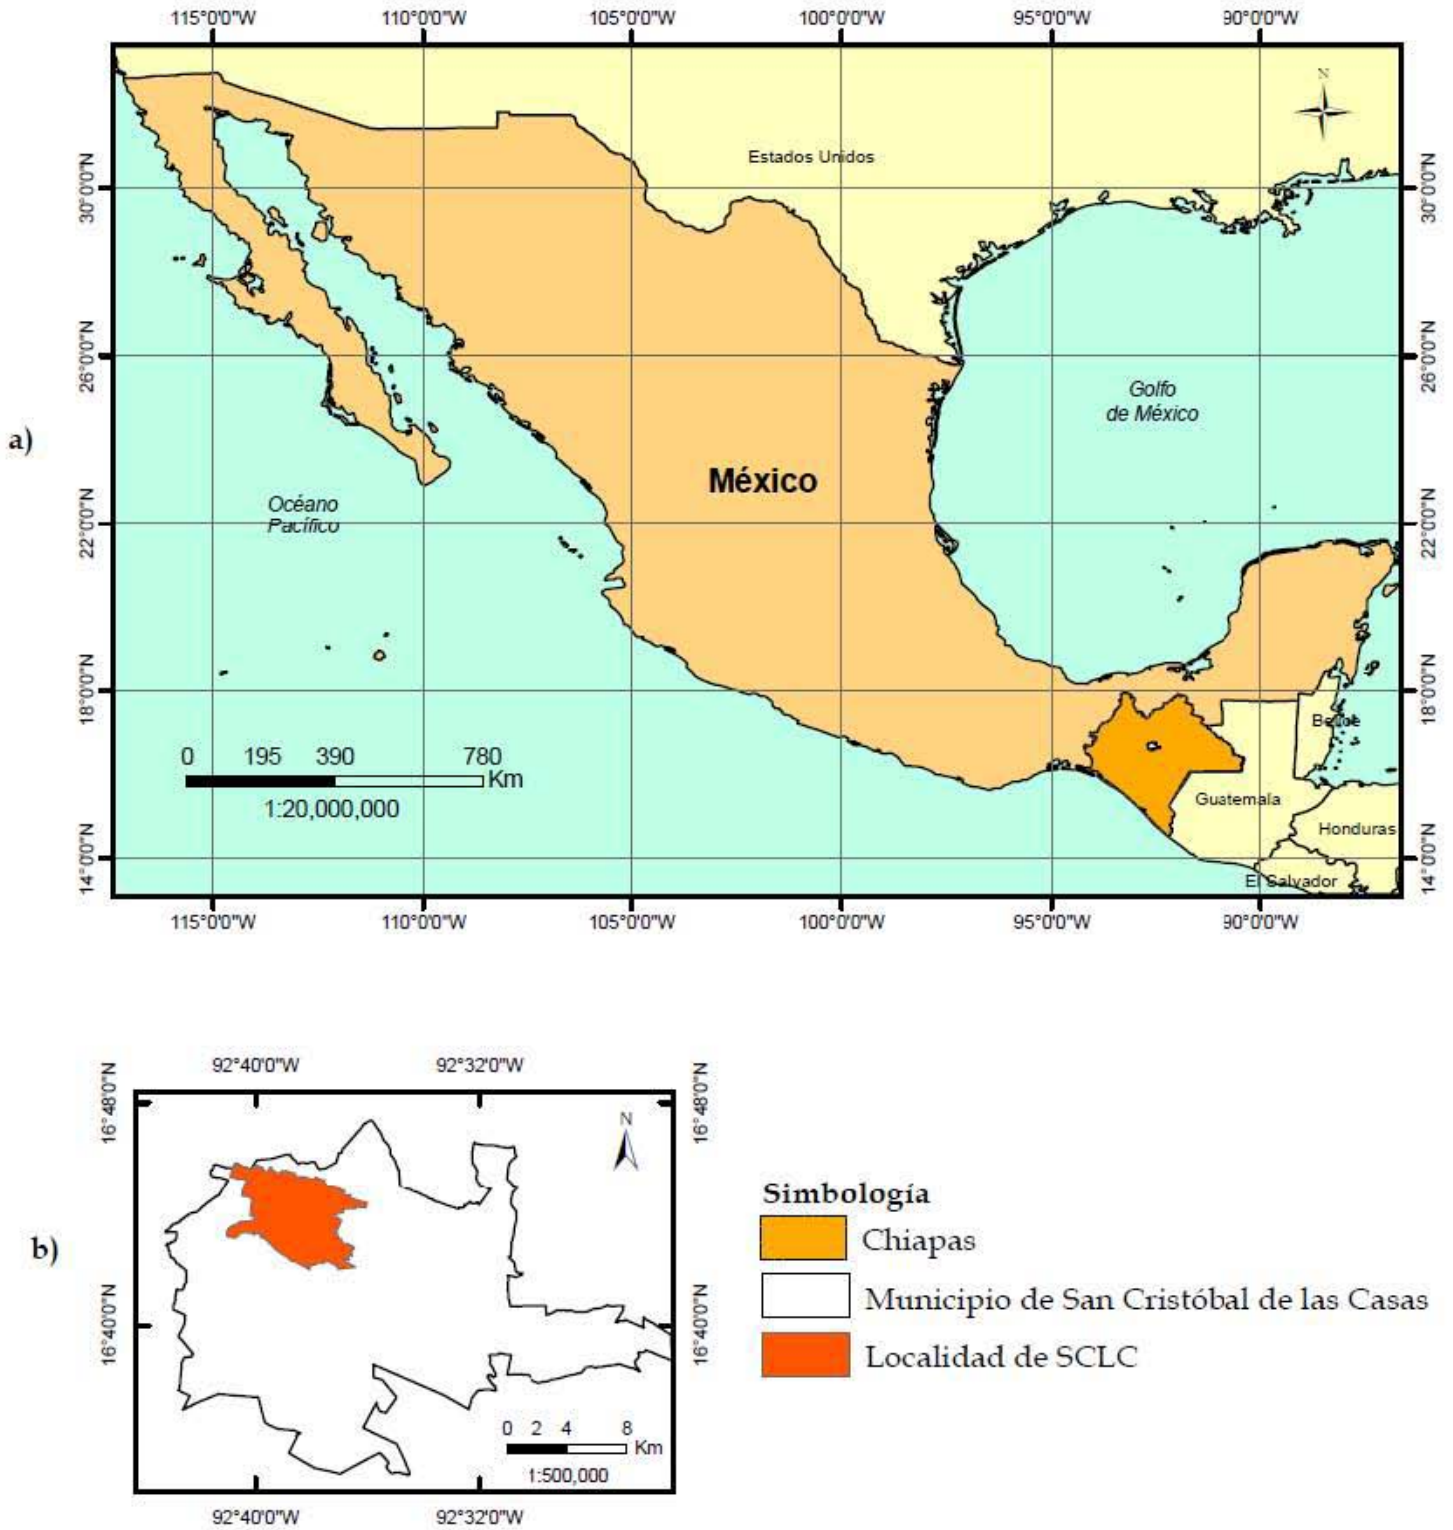 115°0'0"W 110°0'0"W 105°0'0"W 100°0'0"W 95°0'0"W 90°0'0"W
N
Estados Unidos
30°0'0"N 30°0'0"N
26°0'0"N 26°0'0"N
Golfo
de México
a)
México
Océano
Pacífico
22°0'0"N 22°0'0"N
18°0'0"N 18°0'0"N
Belice
0 195 390 780
Km
1:20,000,000
Guatemala
Honduras
14°0'0"N 14°0'0"N
El Salvador
115°0'0"W 110°0'0"W 105°0'0"W 100°0'0"W 95°0'0"W 90°0'0"W
92°40'0"W 92°32'0"W
16°48'0"N 16°48'0"N
N
b)
Simbología
Chiapas
Municipio de San Cristóbal de las Casas
Localidad de SCLC
16°40'0"N 16°40'0"N
0 2 4 8
Km
1:500,000
92°40'0"W 92°32'0"W